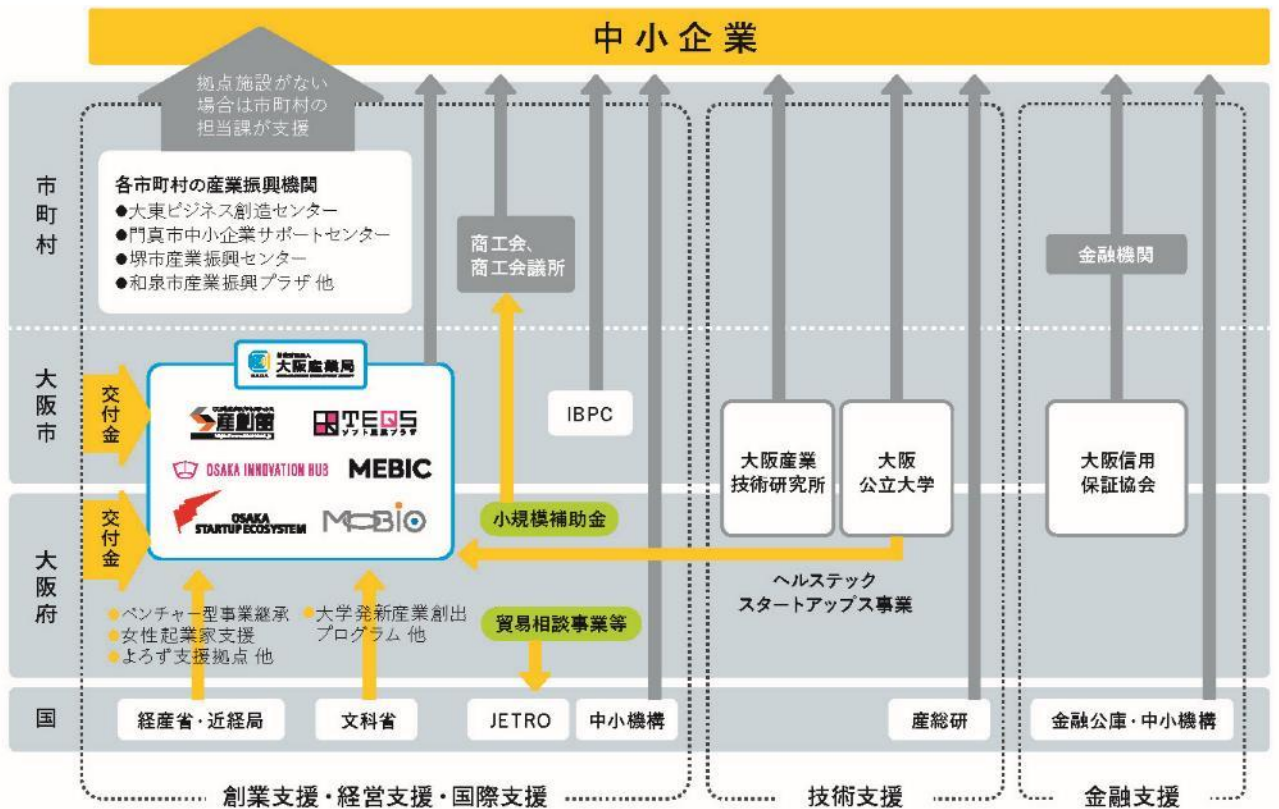 中小企業
拠点施設がない
場合は市町村の
担当課が支援
市町村
各市町村の産業振興機関
●大東ビジネス創造センター
●門真市中小企業サポートセンター
●堺市産業振興センター
●和泉市産業振興プラザ 他
商工会、
商工会議所
金融機関
大阪市
交付金
大阪産業局
産創館
TEQS
ソフト産業プラザ
OSAKA INNOVATION HUB
MEBIC
OSAKA
STARTUP ECOSYSTEM
MOBIO
IBPC
大阪産業
技術研究所
大阪
公立大学
大阪信用
保証協会
大阪府
交付金
小規模補助金
ヘルステック
スタートアップス事業
●ベンチャー型事業継承
●女性起業家支援
●よろず支援拠点 他
●大学発新産業創出
プログラム 他
貿易相談事業等
国
経産省・近経局
文科省
JETRO
中小機構
産総研
金融公庫・中小機構
創業支援・経営支援・国際支援
技術支援
金融支援